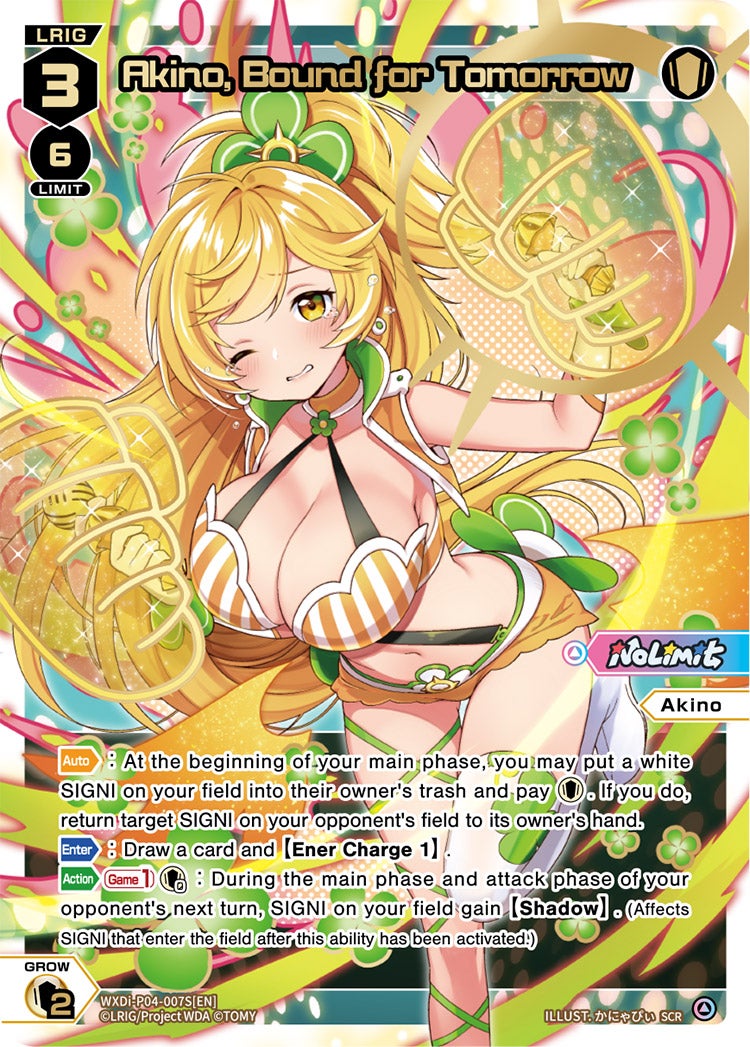 LRIG
3
Akino, Bound for Tomorrow
6
LIMIT
NoLimit
Akino
Auto : At the beginning of your main phase, you may put a white
SIGNI on your field into their owner's trash and pay . If you do,
return target SIGNI on your opponent's field to its owner's hand.
Enter : Draw a card and 【Ener Charge 1】.
Action Game 1 0 : During the main phase and attack phase of your
opponent's next turn, SIGNI on your field gain 【Shadow】. (Affects
SIGNI that enter the field after this ability has been activated.)
GROW
2
WXDi-P04-007S[EN]
©LRIG/Project WDA ©TOMY
ILLUST. かにゃぴぃ SCR